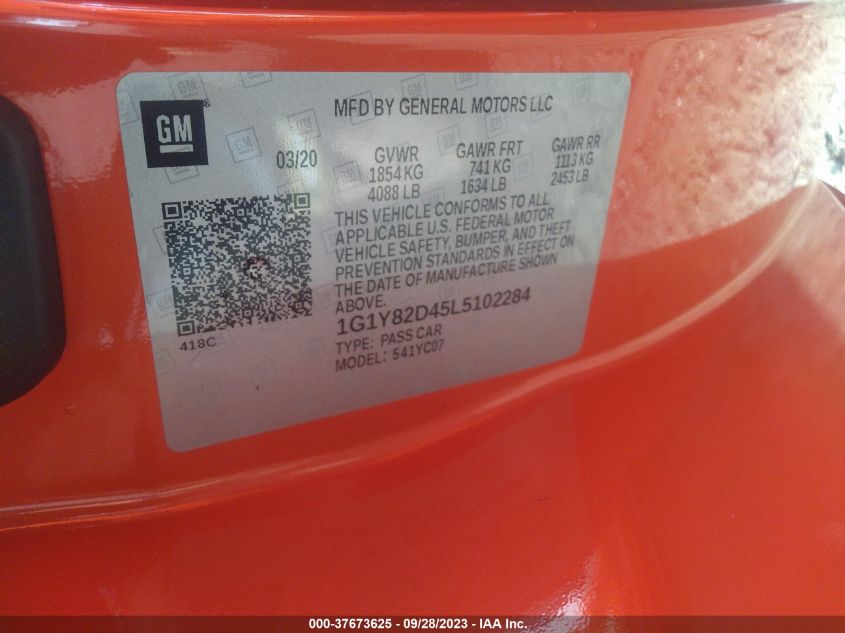 MFD BY GENERAL MOTORS LLC
GM®
03/20
GVWR GAWR FRT GAWR RR
1854 KG 741 KG 1113 KG
4088 LB 1634 LB 2453 LB
THIS VEHICLE CONFORMS TO ALL
APPLICABLE U.S. FEDERAL MOTOR
VEHICLE SAFETY, BUMPER, AND THEFT
PREVENTION STANDARDS IN EFFECT ON
THE DATE OF MANUFACTURE SHOWN
ABOVE.
1G1Y82D45L5102284
TYPE: PASS CAR
MODEL: 541YC07
418C
000-37673625 - 09/28/2023 - IAA Inc.